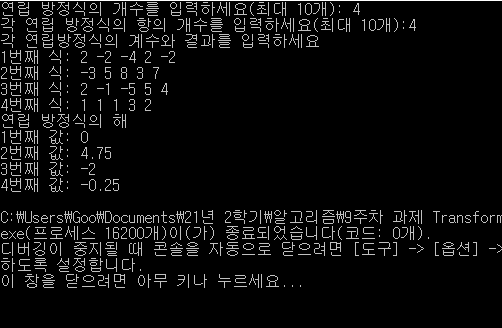 연립 방정식의 개수를 입력하세요(최대 10개): 4
각 연립방정식의 항의 개수를 입력하세요(최대 10개):4
각 연립방정식의 계수와 결과를 입력하세요
1번째 식: 2 -2 -4 2 -2
2번째 식: -3 5 8 3 7
3번째 식: 2 -1 -5 5 4
4번째 식: 1 1 1 3 2
연립 방정식의 해
1번째 값: 0
2번째 값: 4.75
3번째 값: -2
4번째 값: -0.25
C:₩Users₩Goo₩Documents₩21년 2학기₩알고리즘₩9주차 과제 Transform
exe(프로세스 16200개)이(가) 종료되었습니다(코드: 0개).
디버깅이 중지될 때 콘솔을 자동으로 닫으려면 [도구] -> [옵션] ->
하도록 설정합니다.
이 창을 닫으려면 아무 키나 누르세요...